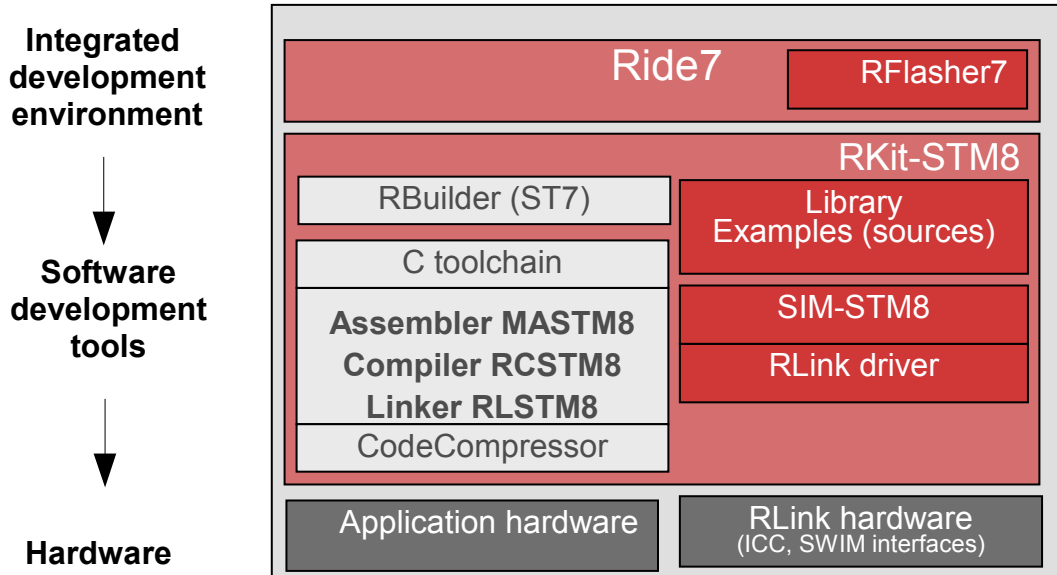 Integrated
development
environment
Software
development
tools
Hardware
Ride7
RFlasher7
RKit-STM8
RBuilder (ST7)
C toolchain
Assembler MASTM8
Compiler RCSTM8
Linker RLSTM8
CodeCompressor
Library
Examples (sources)
SIM-STM8
RLink driver
Application hardware
RLink hardware
(ICC, SWIM interfaces)